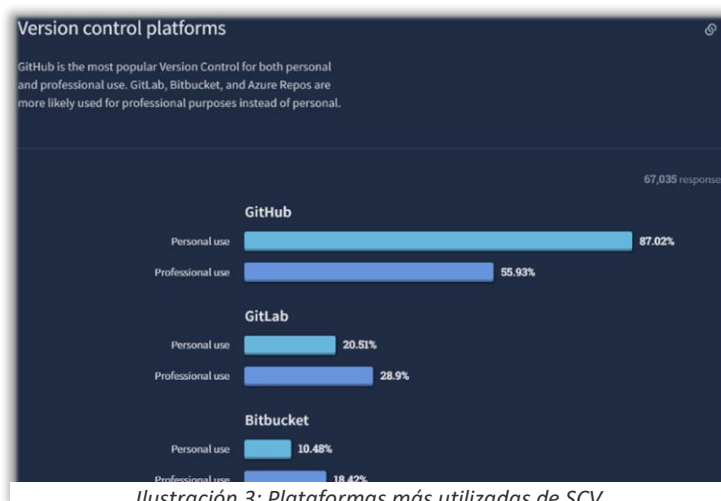 Version control platforms
GitHub is the most popular Version Control for both personal
and professional use. GitLab, Bitbucket, and Azure Repos are
more likely used for professional purposes instead of personal.
67,035 response
GitHub
Personal use 87.02%
Professional use 55.93%
GitLab
Personal use 20.51%
Professional use 28.9%
Bitbucket
Personal use 10.48%
Professional use 18.42%
Ilustración 3: Plataformas más utilizadas de SCV